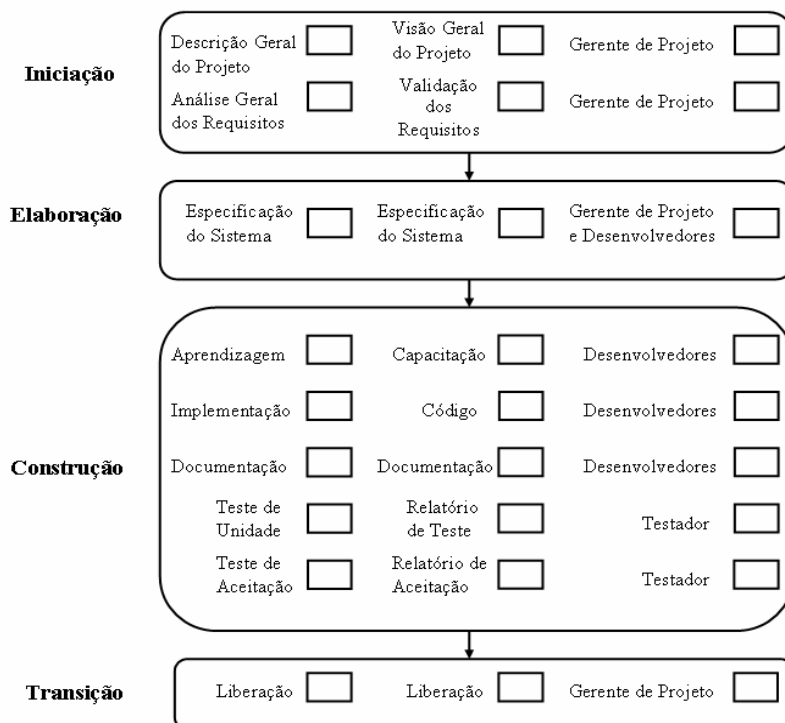 Iniciação
Descrição Geral
do Projeto
Visão Geral
do Projeto
Gerente de Projeto
Análise Geral
dos Requisitos
Validação
dos
Requisitos
Gerente de Projeto
Elaboração
Especificação
do Sistema
Especificação
do Sistema
Gerente de Projeto
e Desenvolvedores
Construção
Aprendizagem
Capacitação
Desenvolvedores
Implementação
Código
Desenvolvedores
Documentação
Documentação
Desenvolvedores
Teste de
Unidade
Relatório
de Teste
Testador
Teste de
Aceitação
Relatório de
Aceitação
Testador
Transição
Liberação
Liberação
Gerente de Projeto